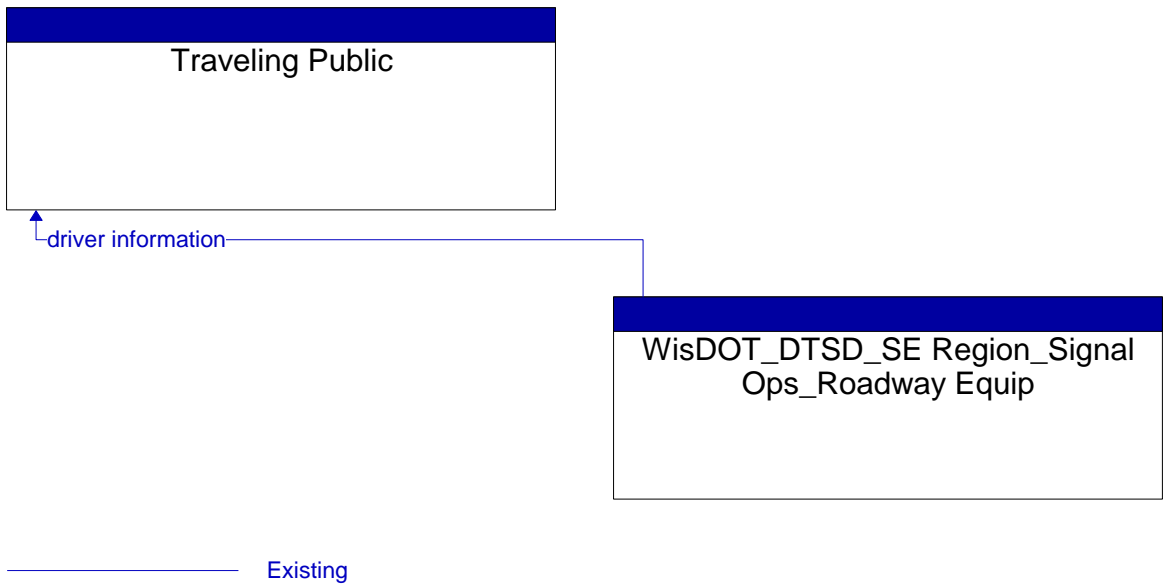 Traveling Public
driver information
WisDOT_DTSD_SE Region_Signal
Ops_Roadway Equip
Existing